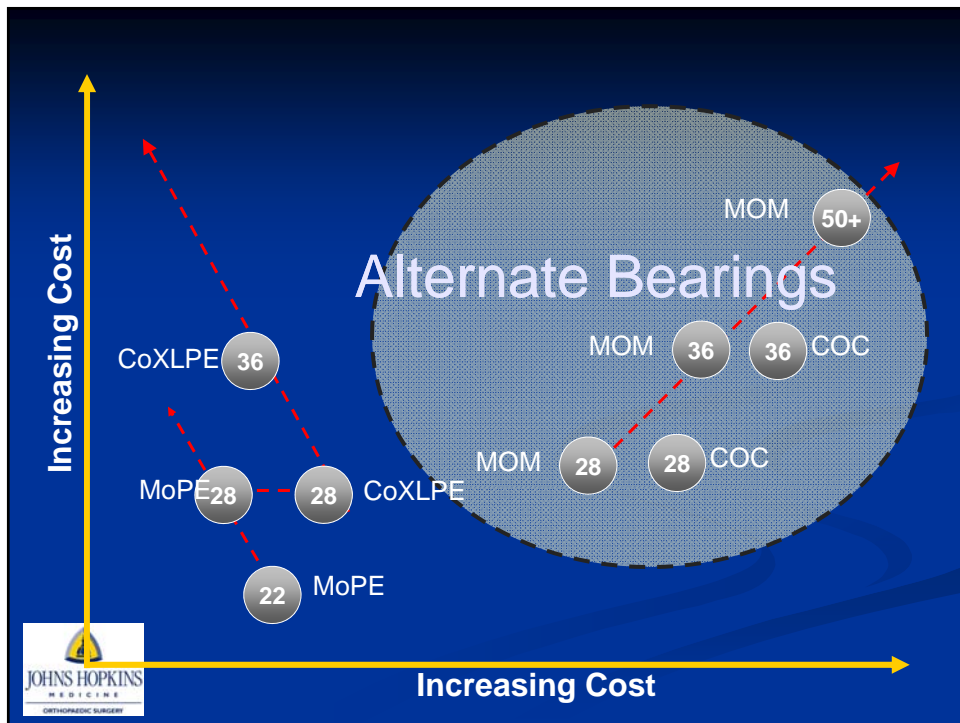 MOM
50+
Alternate Bearings
Increasing Cost
CoXLPE
36
MOM
36
36
COC
MOM
28
28
COC
MoPE
28
28
CoXLPE
22
MoPE
JOHNS HOPKINS
MEDICINE
ORTHOPAEDIC SURGERY
Increasing Cost